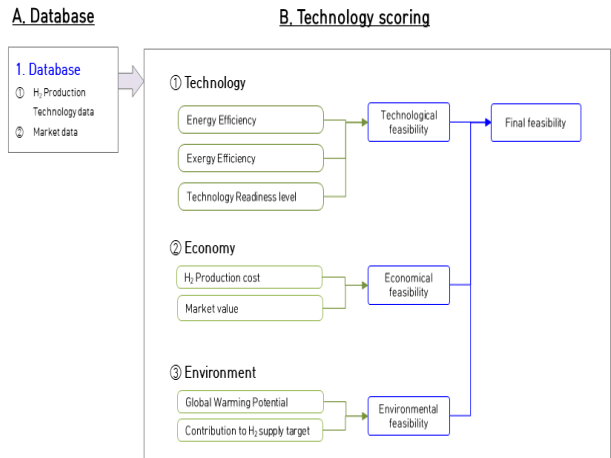 A. Database
B. Technology scoring
1. Database
① H₂ Production
Technology data
② Market data
① Technology
Energy Efficiency
Exergy Efficiency
Technology Readiness level
Technological
feasibility
Final feasibility
② Economy
H₂ Production cost
Market value
Economical
feasibility
③ Environment
Global Warming Potential
Contribution to H₂ supply target
Environmental
feasibility